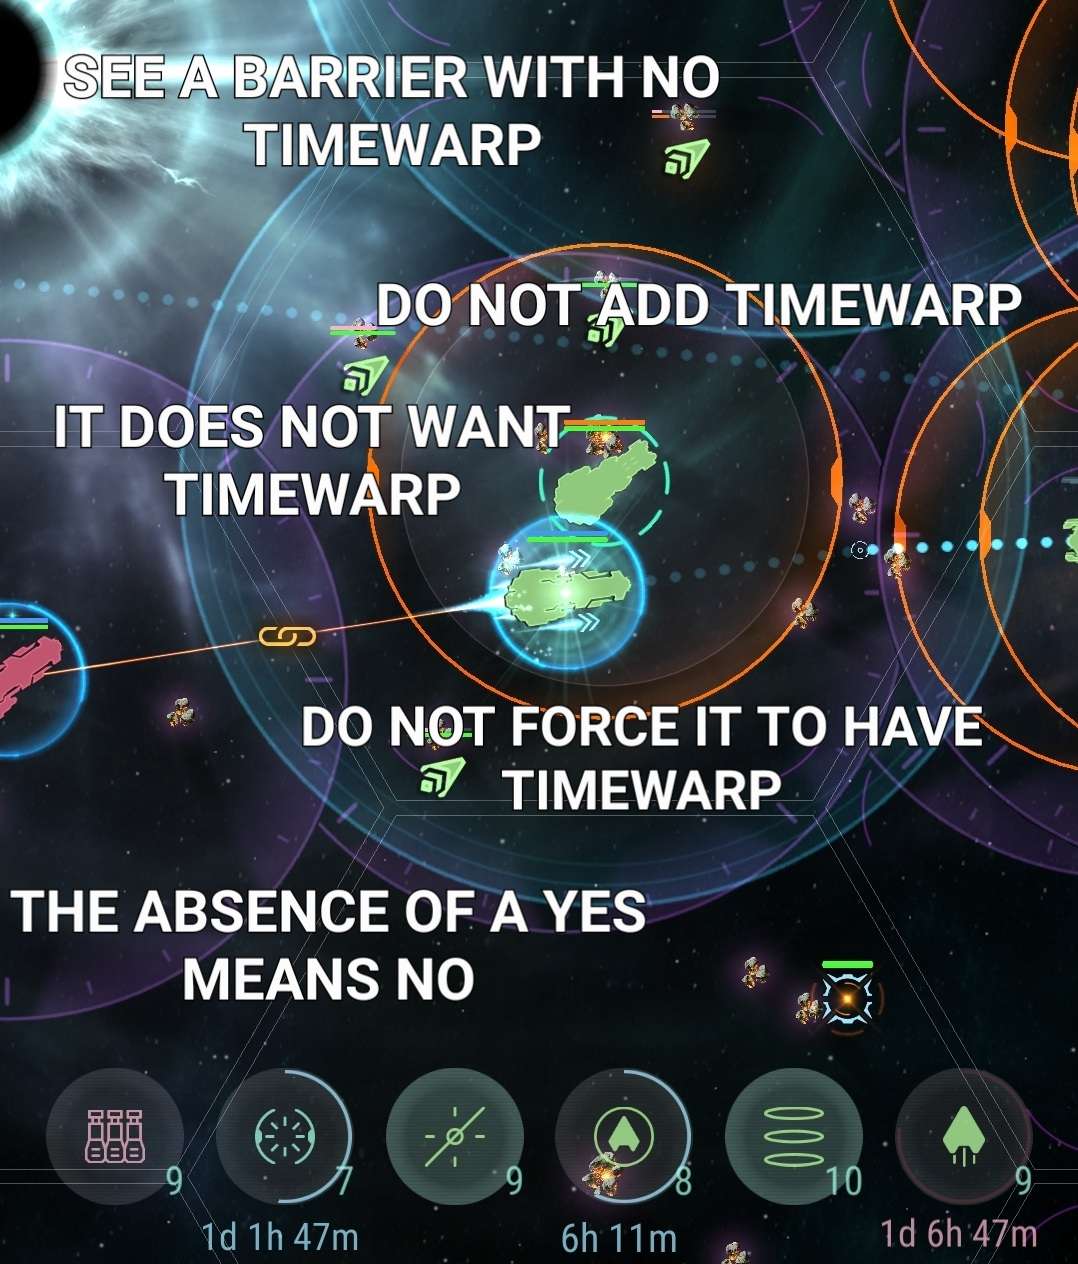 SEE A BARRIER WITH NO
TIMEWARP
DO NOT ADD TIMEWARP
IT DOES NOT WANT
TIMEWARP
DO NOT FORCE IT TO HAVE
TIMEWARP
THE ABSENCE OF A YES
MEANS NO
9 7 9 8 10 9
1d 1h 47m 6h 11m 1d 6h 47m